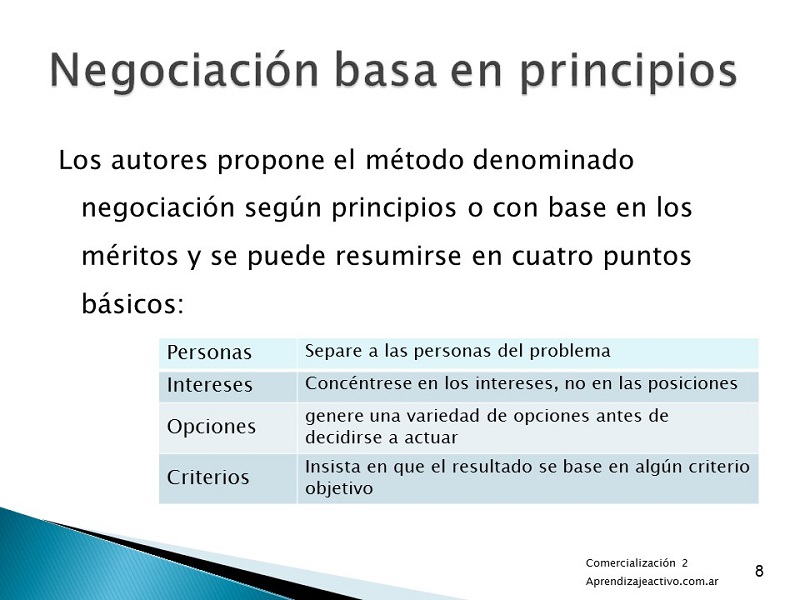 Negociación basa en principios
Los autores propone el método denominado
negociación según principios o con base en los
méritos y se puede resumirse en cuatro puntos
básicos:
Personas
Separe a las personas del problema
Intereses
Concéntrese en los intereses, no en las posiciones
Opciones
genere una variedad de opciones antes de
decidirse a actuar
Criterios
Insista en que el resultado se base en algún criterio
objetivo
Comercialización 2
Aprendizajeactivo.com.ar
8